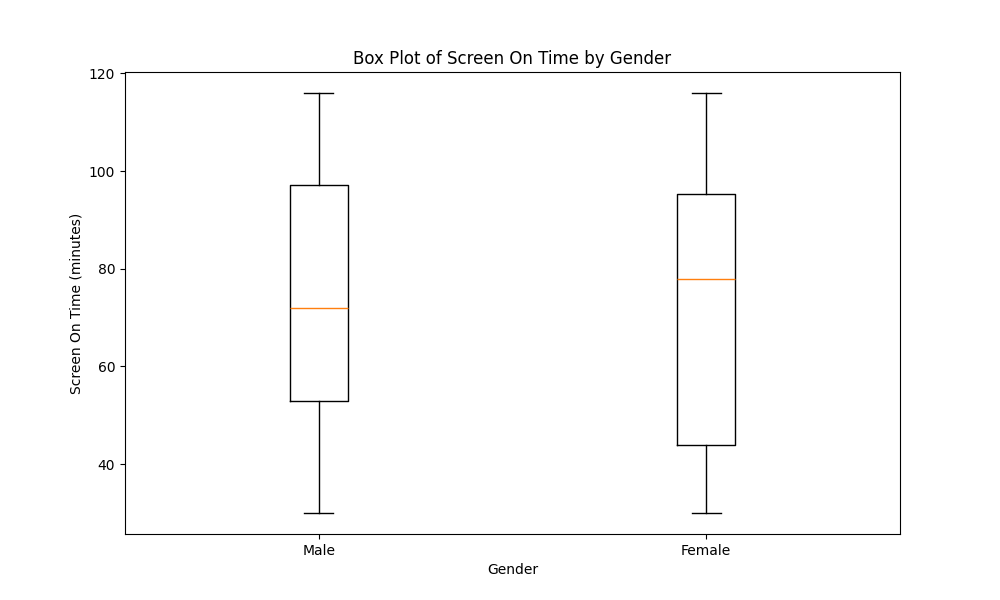 Box Plot of Screen On Time by Gender
120
100
80
60
40
Screen On Time (minutes)
Male Female
Gender